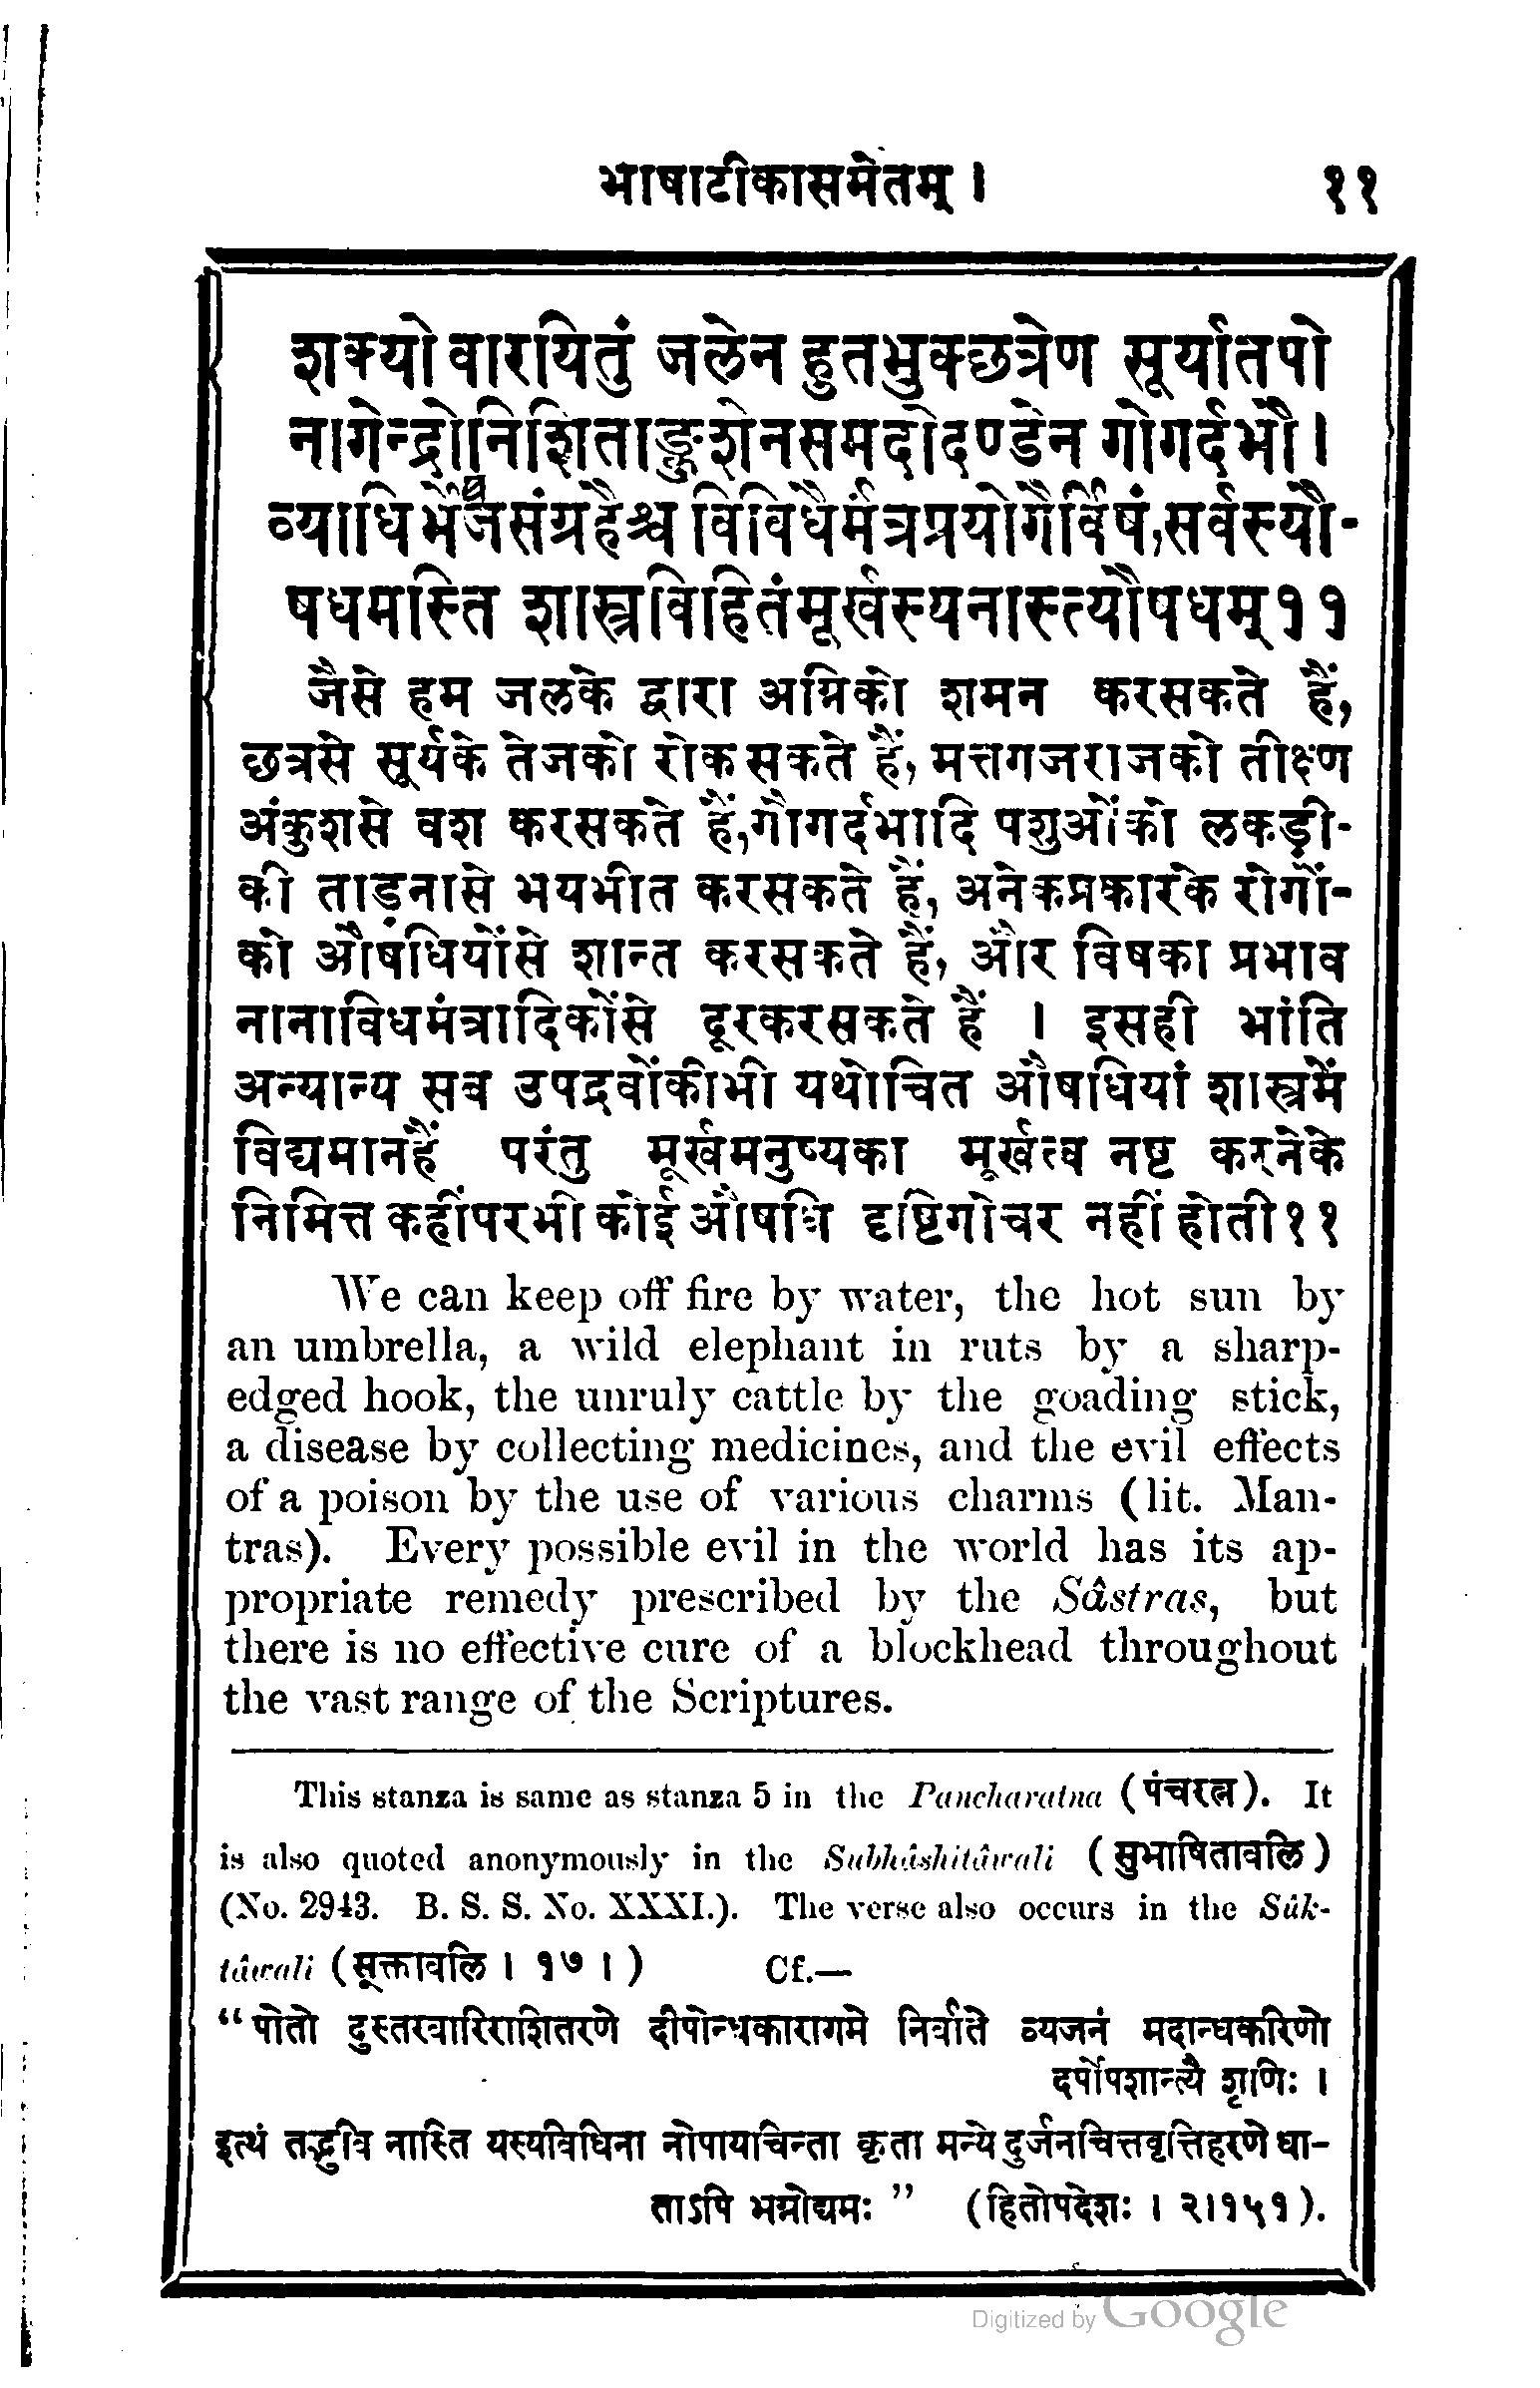 भाषाटीकासमेतम् । ११
शक्यो वारयितुं जलेन हुतभुक्छत्रेण सूर्यातपो
नागेन्द्रोनिशिताङ्कुशेनसमदोदण्डेन गोगर्दभौ।
व्याधिर्भेषजसंग्रहैश्च विविधैर्मंत्रप्रयोगैर्विषं,सर्वस्यौ-
षधमस्ति शास्त्रविहितंमूर्खस्यनास्त्यौषधम्११
जैसे हम जलके द्वारा अग्निको शमन करसकते हैं,
छत्रसे सूर्यके तेजको रोकसकते हैं, मत्तगजराजको तीक्ष्ण
अंकुशसे वश करसकते हैं,गौगर्दभादि पशुओंको लकड़ी-
की ताड़नासे भयभीत करसकते हैं, अनेकप्रकारके रोगों-
को औषधियोंसे शान्त करसकते हैं, और विषका प्रभाव
नानाविधमंत्रादिकोंसे दूरकरसकते हैं । इसही भांति
अन्यान्य सब उपद्रवोंकीभी यथोचित औषधियां शास्त्रमें
विद्यमानहैं परंतु मूर्खमनुष्यका मूर्खत्व नष्ट करनेके
निमित्त कहींपरभी कोई औषधि दृष्टिगोचर नहीं होती११
We can keep off fire by water, the hot sun by
an umbrella, a wild elephant in ruts by a sharp-
edged hook, the unruly cattle by the goading stick,
a disease by collecting medicines, and the evil effects
of a poison by the use of various charms (lit. Man-
tras). Every possible evil in the world has its ap-
propriate remedy prescribed by the Sâstras, but
there is no effective cure of a blockhead throughout
the vast range of the Scriptures.
This stanza is same as stanza 5 in the Pancharatna (पंचरत्न). It
is also quoted anonymously in the Subhâshitâwali (सुभाषितावलि)
(No. 2943. B. S. S. No. XXXI.). The verse also occurs in the Sûk-
tâwali (सूक्तावलि । १७ ।) Cf.—
“पोतो दुस्तरवारिराशितरणे दीपोन्धकारागमे निर्वाते व्यजनं मदान्धकरिणो
दर्पोपशान्त्यै शृणिः ।
इत्थं तद्भुवि नास्ति यस्यविधिना नोपायचिन्ता कृता मन्ये दुर्जनचित्तवृत्तिहरणे धा-
ताऽपि भग्नोद्यमः ” (हितोपदेशः । २।१५१).
Digitized by Google